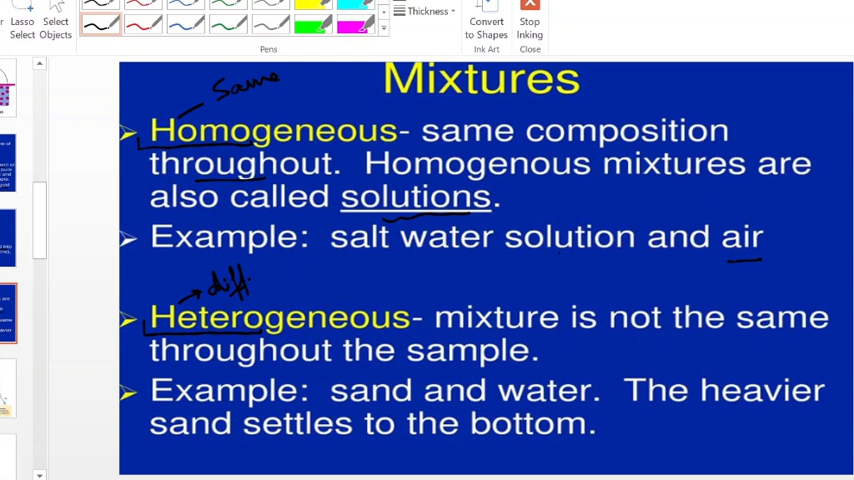 Lasso Select
Select Objects
Thickness
Convert to Shapes
Stop Inking
Pens
Ink Art
Close
Mixtures
Same
Homogeneous- same composition
throughout. Homogenous mixtures are
also called solutions.
Example: salt water solution and air
diff.
Heterogeneous- mixture is not the same
throughout the sample.
Example: sand and water. The heavier
sand settles to the bottom.